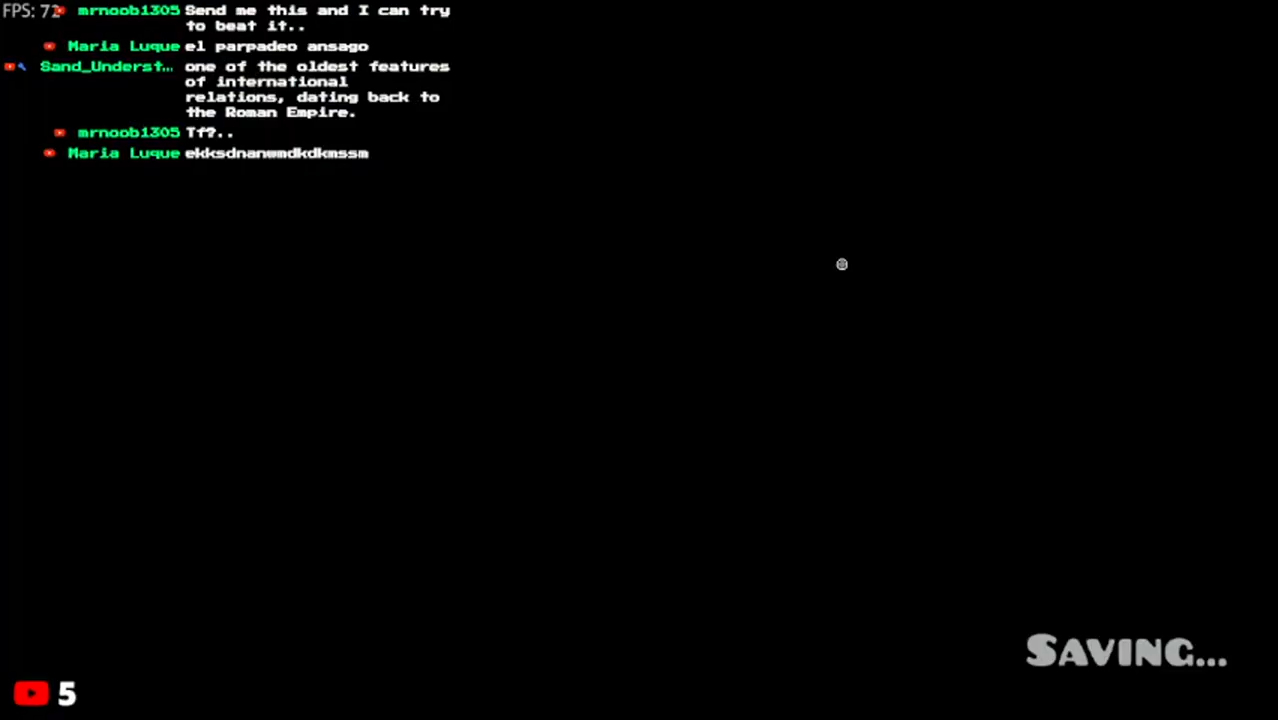 FPS: 72
mrnoob1305 Send me this and I can try
to beat it..
Maria Luque el parpadeo ansago
Sand_Underst... one of the oldest features
of international
relations, dating back to
the Roman Empire.
mrnoob1305 Tf?..
Maria Luque ekksdnanwmdkdkmssm
Saving...
5